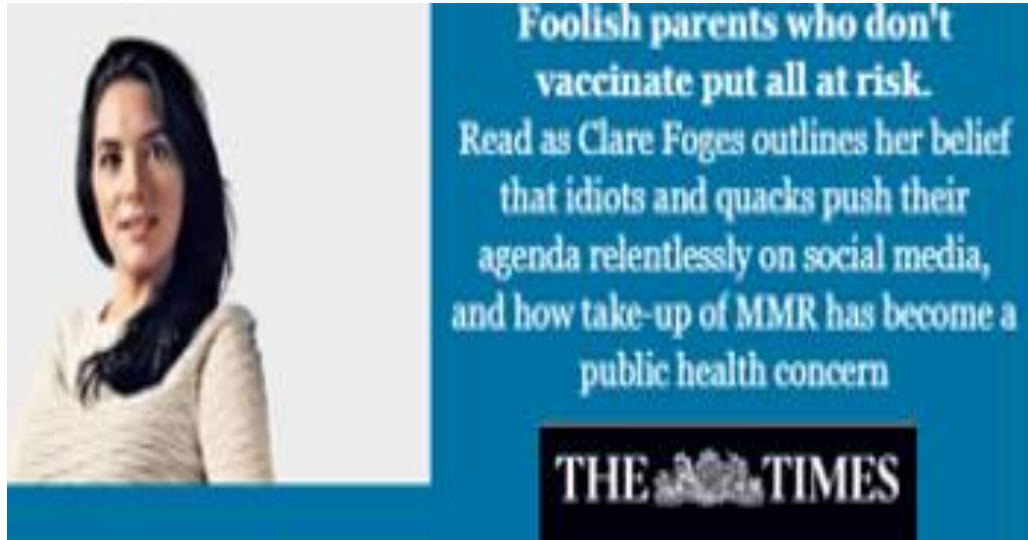 Foolish parents who don't
vaccinate put all at risk.
Read as Clare Foges outlines her belief
that idiots and quacks push their
agenda relentlessly on social media,
and how take-up of MMR has become a
public health concern
THE TIMES